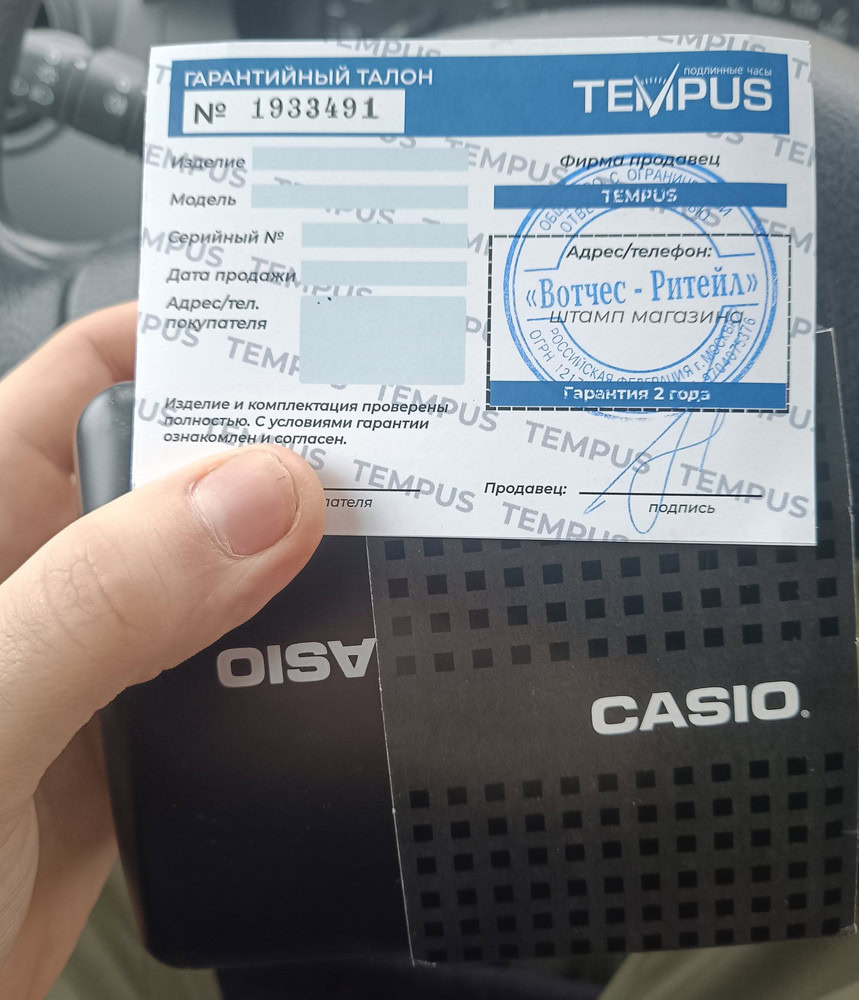 ГАРАНТИЙНЫЙ ТАЛОН
№ 1933491
подлинные часы
TEMPUS
Изделие
Модель
Серийный №
Дата продажи
Адрес/тел.
покупателя
Фирма продавец
TEMPUS
Адрес/телефон:
«Вотчес - Ритейл»
штамп магазина
РОССИЙСКАЯ ФЕДЕРАЦИЯ г. МОСКВА
ОГРН
Гарантия 2 года
Изделие и комплектация проверены
полностью. С условиями гарантии
ознакомлен и согласен.
Продавец:
подпись
CASIO
CASIO.